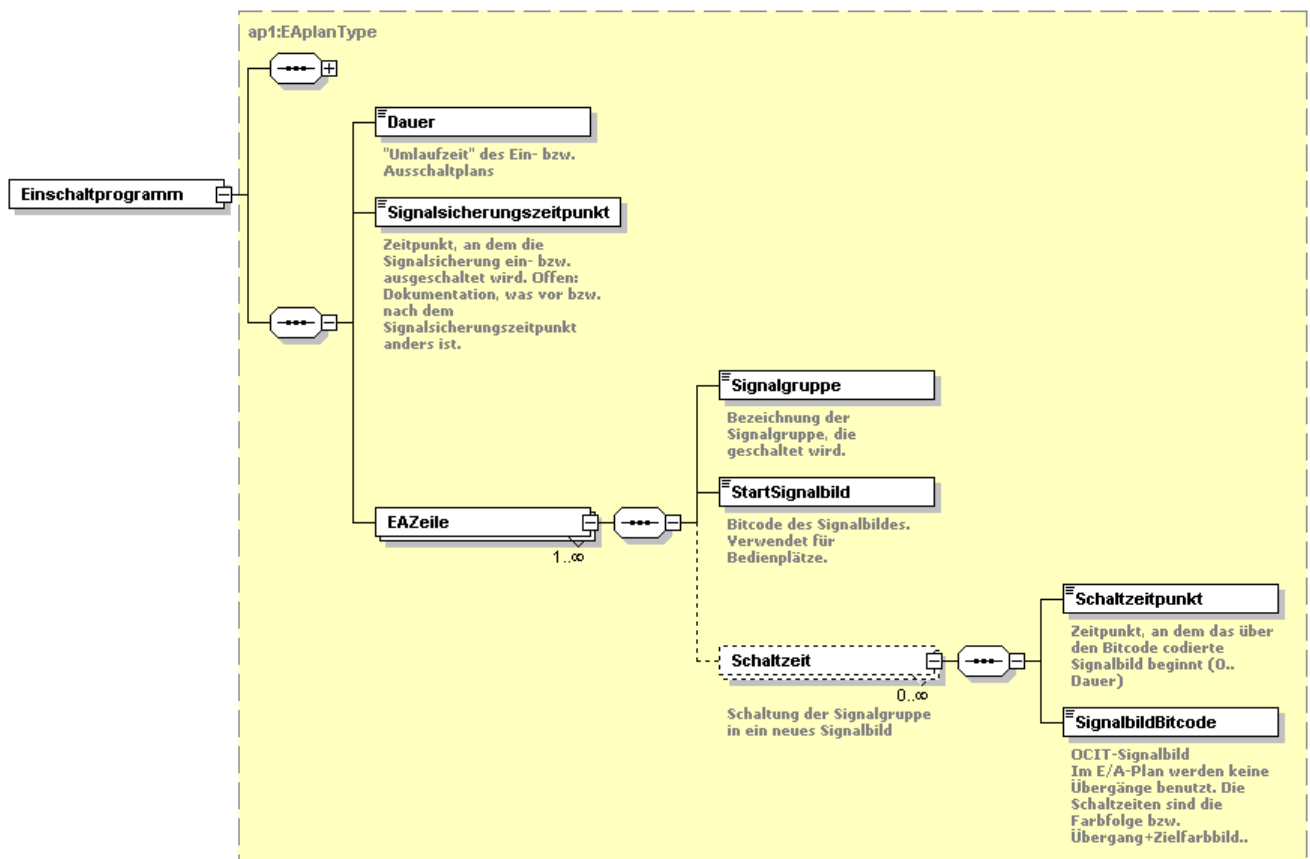 ap1:EAplanType
Einschaltprogramm
Dauer
"Umlaufzeit" des Ein- bzw.
Ausschaltplans
Signalsicherungszeitpunkt
Zeitpunkt, an dem die
Signalsicherung ein- bzw.
ausgeschaltet wird. Offen:
Dokumentation, was vor bzw.
nach dem
Signalsicherungszeitpunkt
anders ist.
EAZeile
1..∞
Signalgruppe
Bezeichnung der
Signalgruppe, die
geschaltet wird.
StartSignalbild
Bitcode des Signalbildes.
Verwendet für
Bedienplätze.
Schaltzeit
0..∞
Schaltung der Signalgruppe
in ein neues Signalbild
Schaltzeitpunkt
Zeitpunkt, an dem das über
den Bitcode codierte
Signalbild beginnt (0..
Dauer)
SignalbildBitcode
OCIT-Signalbild
Im E/A-Plan werden keine
Übergänge benutzt. Die
Schaltzeiten sind die
Farbfolge bzw.
Übergang+Zielfarbbild..